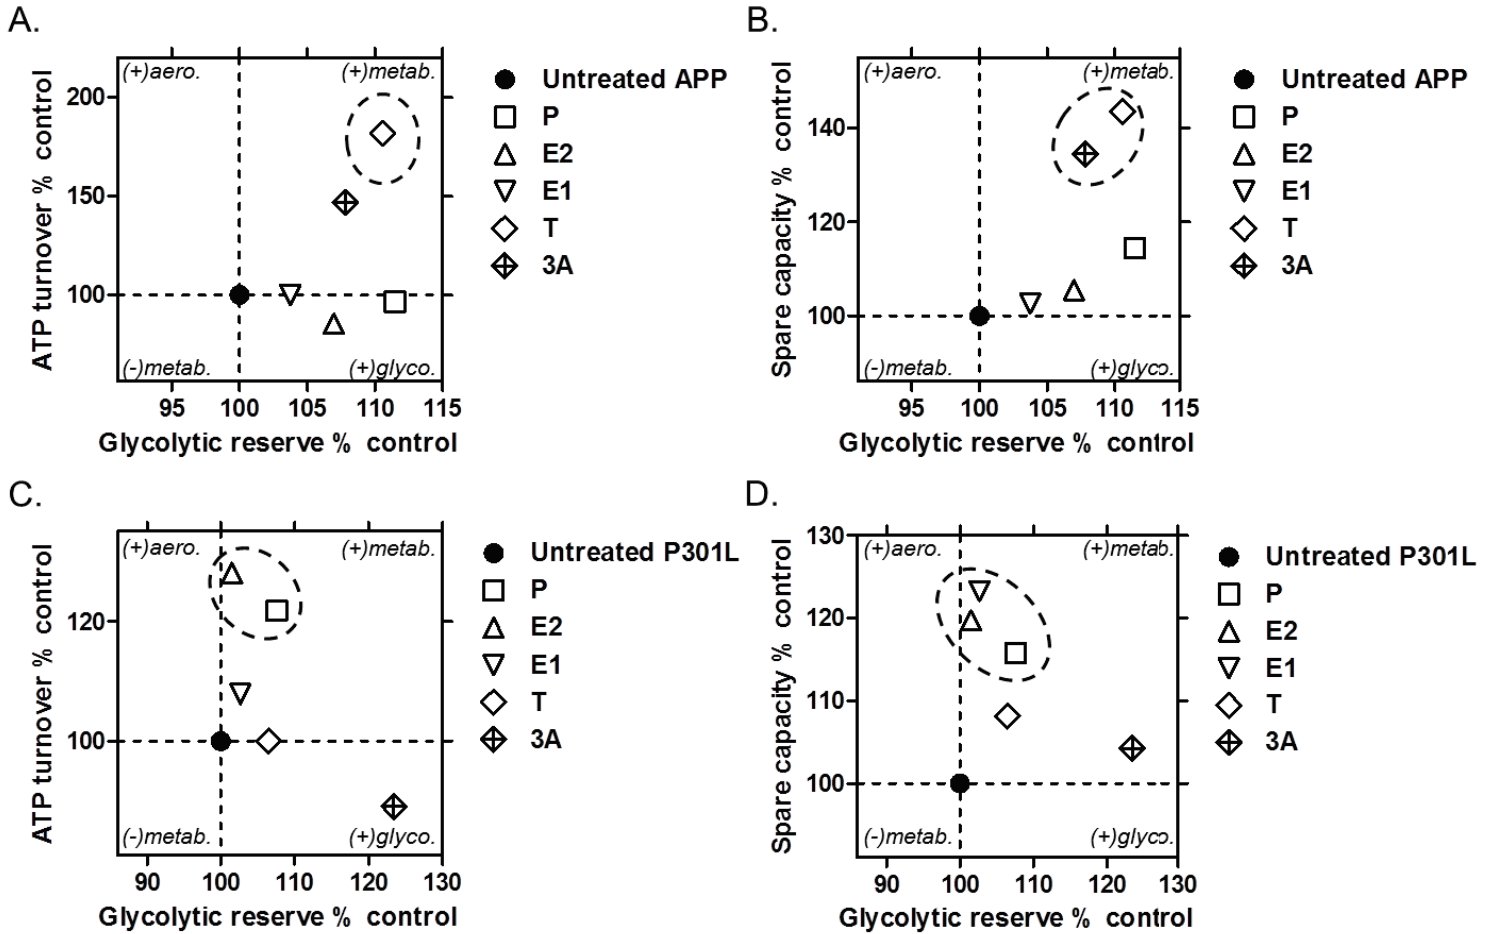 A.
(+)aero.
(+)metab.
200
150
100
ATP turnover % control
(-)metab.
(+)glyco.
95 100 105 110 115
Glycolytic reserve % control
Untreated APP
P
E2
E1
T
3A
B.
(+)aero.
(+)metab.
140
120
100
Spare capacity % control
(-)metab.
(+)glyco.
95 100 105 110 115
Glycolytic reserve % control
Untreated APP
P
E2
E1
T
3A
C.
(+)aero.
(+)metab.
120
100
ATP turnover % control
(-)metab.
(+)glyco.
90 100 110 120 130
Glycolytic reserve % control
Untreated P301L
P
E2
E1
T
3A
D.
(+)aero.
(+)metab.
130
120
110
100
Spare capacity % control
(-)metab.
(+)glyco.
90 100 110 120 130
Glycolytic reserve % control
Untreated P301L
P
E2
E1
T
3A